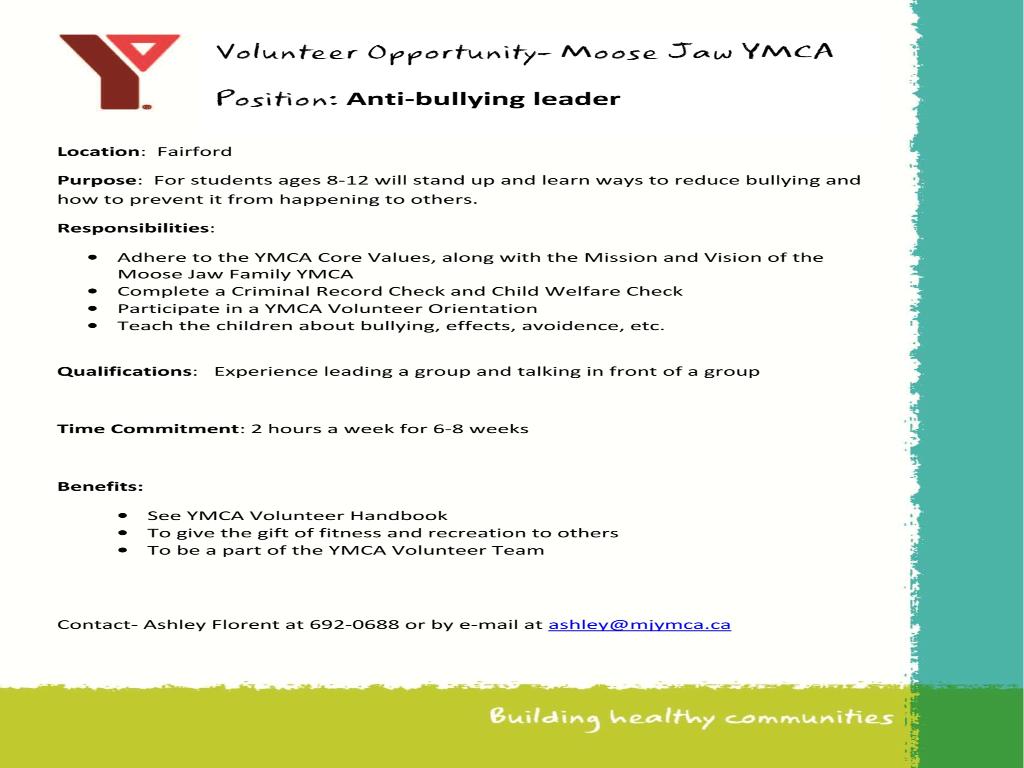 Volunteer Opportunity- Moose Jaw YMCA
Position: Anti-bullying leader
Location:  Fairford
Purpose:  For students ages 8-12 will stand up and learn ways to reduce bullying and
how to prevent it from happening to others.
Responsibilities:
• Adhere to the YMCA Core Values, along with the Mission and Vision of the
Moose Jaw Family YMCA
• Complete a Criminal Record Check and Child Welfare Check
• Participate in a YMCA Volunteer Orientation
• Teach the children about bullying, effects, avoidence, etc.
Qualifications:   Experience leading a group and talking in front of a group
Time Commitment: 2 hours a week for 6-8 weeks
Benefits:
• See YMCA Volunteer Handbook
• To give the gift of fitness and recreation to others
• To be a part of the YMCA Volunteer Team
Contact- Ashley Florent at 692-0688 or by e-mail at ashley@mjymca.ca
Building healthy communities